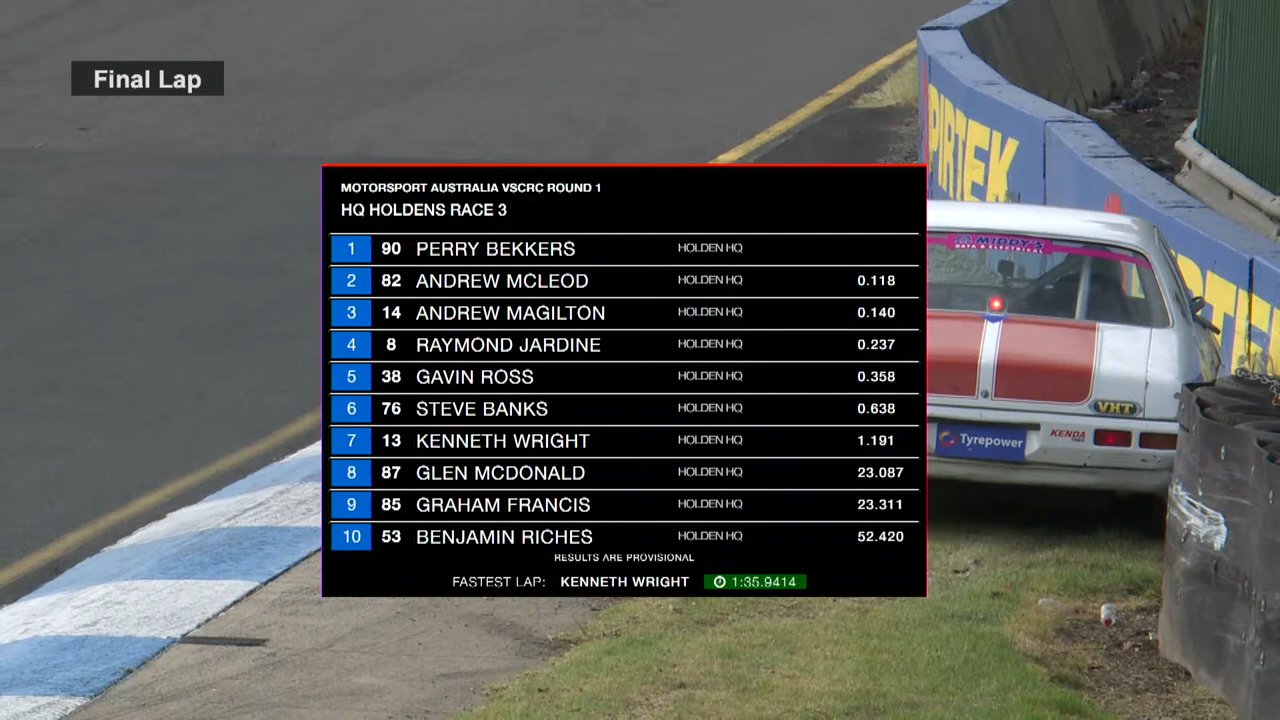 Final Lap
MOTORSPORT AUSTRALIA VSCRC ROUND 1
HQ HOLDENS RACE 3
1 90 PERRY BEKKERS HOLDEN HQ
2 82 ANDREW MCLEOD HOLDEN HQ 0.118
3 14 ANDREW MAGILTON HOLDEN HQ 0.140
4 8 RAYMOND JARDINE HOLDEN HQ 0.237
5 38 GAVIN ROSS HOLDEN HQ 0.358
6 76 STEVE BANKS HOLDEN HQ 0.638
7 13 KENNETH WRIGHT HOLDEN HQ 1.191
8 87 GLEN MCDONALD HOLDEN HQ 23.087
9 85 GRAHAM FRANCIS HOLDEN HQ 23.311
10 53 BENJAMIN RICHES HOLDEN HQ 52.420
RESULTS ARE PROVISIONAL
FASTEST LAP: KENNETH WRIGHT 1:35.9414
PIRTEK
MIDDY'S
DATA & ELECTRICAL
VHT
Tyrepower
KENDA
TIRES